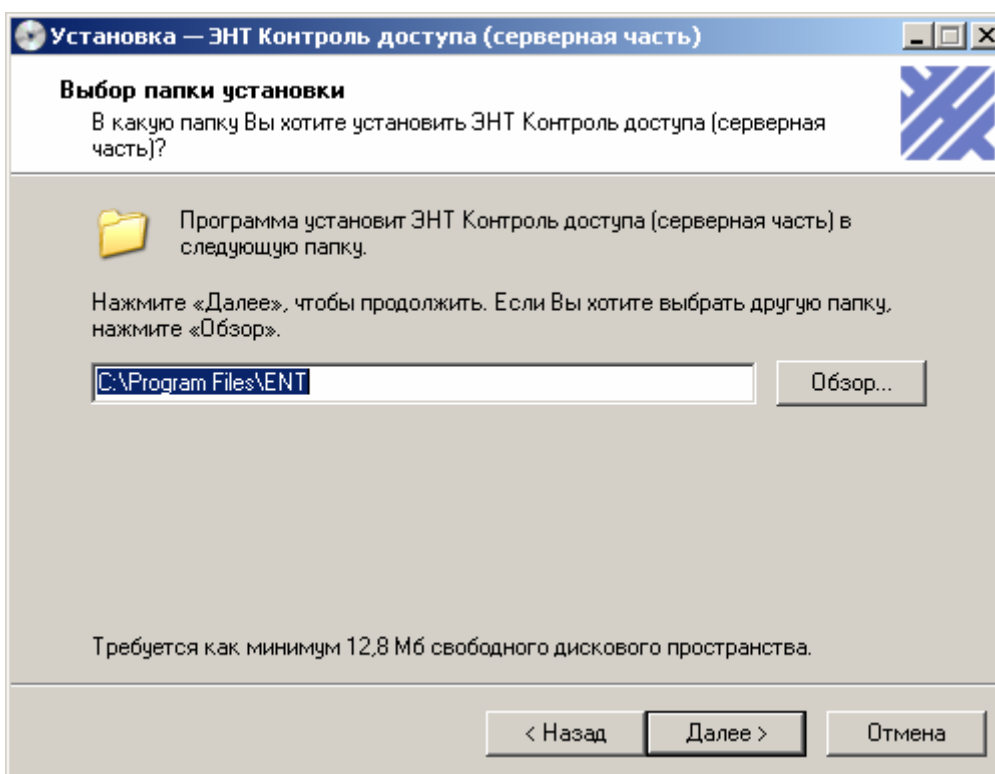 Установка — ЭНТ Контроль доступа (серверная часть)
Выбор папки установки
В какую папку Вы хотите установить ЭНТ Контроль доступа (серверная
часть)?
Программа установит ЭНТ Контроль доступа (серверная часть) в
следующую папку.
Нажмите «Далее», чтобы продолжить. Если Вы хотите выбрать другую папку,
нажмите «Обзор».
C:\Program Files\ENT
Обзор...
Требуется как минимум 12,8 Мб свободного дискового пространства.
< Назад
Далее >
Отмена